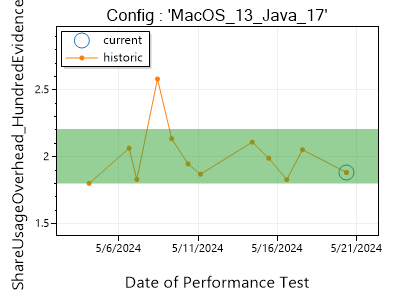 Config : 'MacOS_13_Java_17'
current
historic
ShareUsageOverhead_HundredEvidence
2.5
2
1.5
5/6/2024
5/11/2024
5/16/2024
5/21/2024
Date of Performance Test